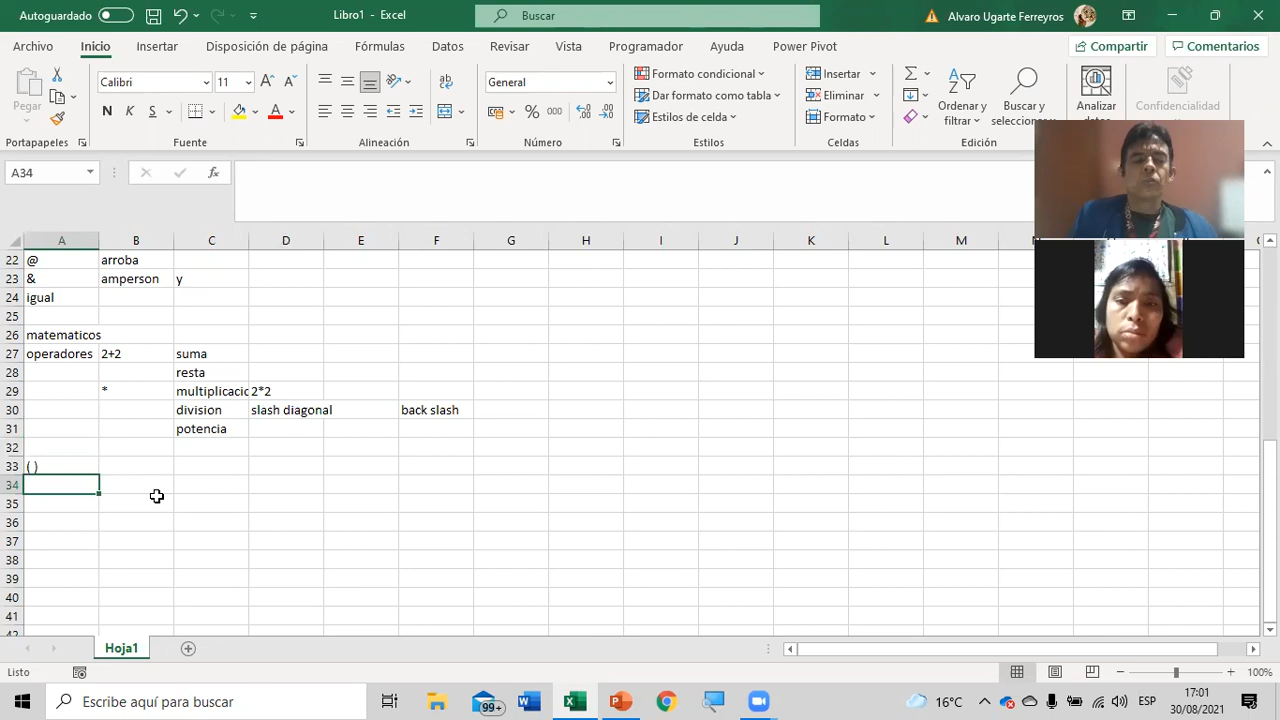 Autoguardado
Libro1 - Excel
Buscar
Alvaro Ugarte Ferreyros
Archivo Inicio Insertar Disposición de página Fórmulas Datos Revisar Vista Programador Ayuda Power Pivot
Compartir Comentarios
Pegar
Calibri 11
N K S
General
% 000
Formato condicional
Dar formato como tabla
Estilos de celda
Insertar
Eliminar
Formato
Ordenar y filtrar
Buscar y seleccionar
Analizar datos
Confidencialidad
Portapapeles Fuente Alineación Número Estilos Celdas Edición
A34 fx
A B C D E F G H I J K L M
22 @ arroba
23 & amperson y
24 igual
25
26 matematicos
27 operadores 2+2 suma
28 resta
29 * multiplicacic 2*2
30 division slash diagonal back slash
31 potencia
32
33 ( )
34
35
36
37
38
39
40
41
42
Hoja1
Listo 100%
Escribe aquí para buscar
99+
16°C ESP 17:01
30/08/2021